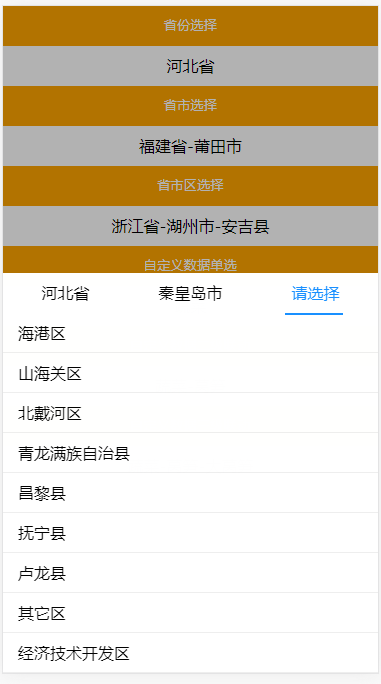 省份选择
河北省
省市选择
福建省-莆田市
省市区选择
浙江省-湖州市-安吉县
自定义数据单选
河北省 秦皇岛市 请选择
海港区
山海关区
北戴河区
青龙满族自治县
昌黎县
抚宁县
卢龙县
其它区
经济技术开发区